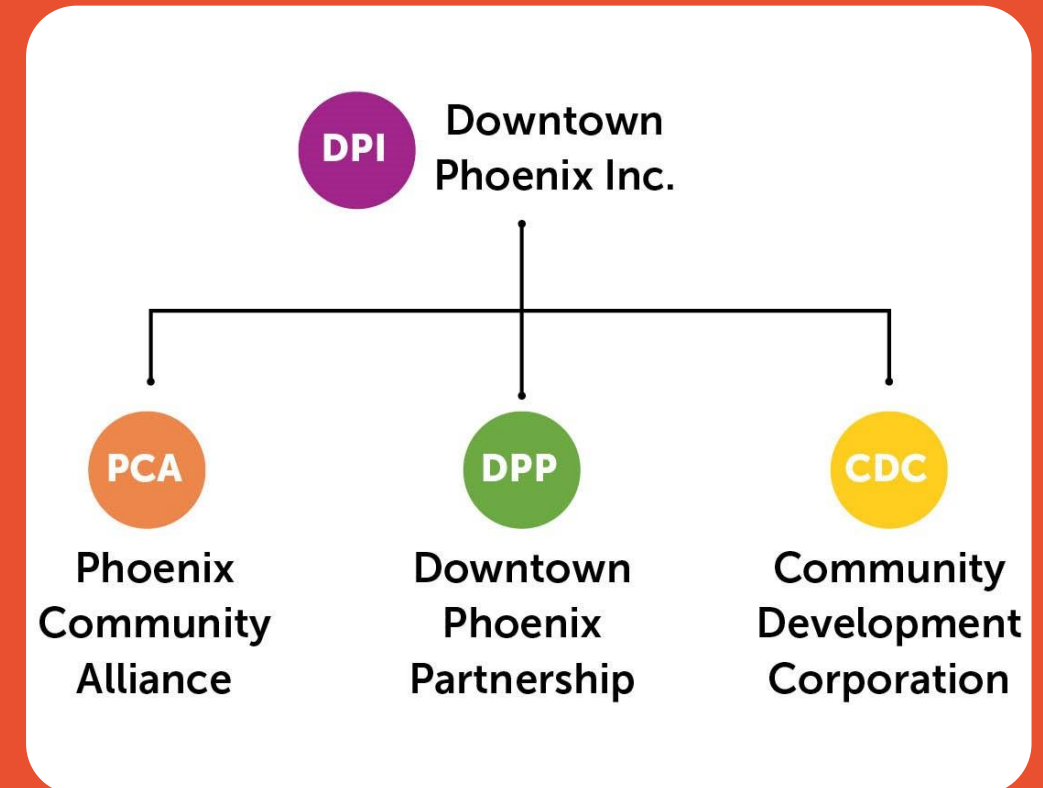 DPI
Downtown
Phoenix Inc.
PCA
Phoenix
Community
Alliance
DPP
Downtown
Phoenix
Partnership
CDC
Community
Development
Corporation